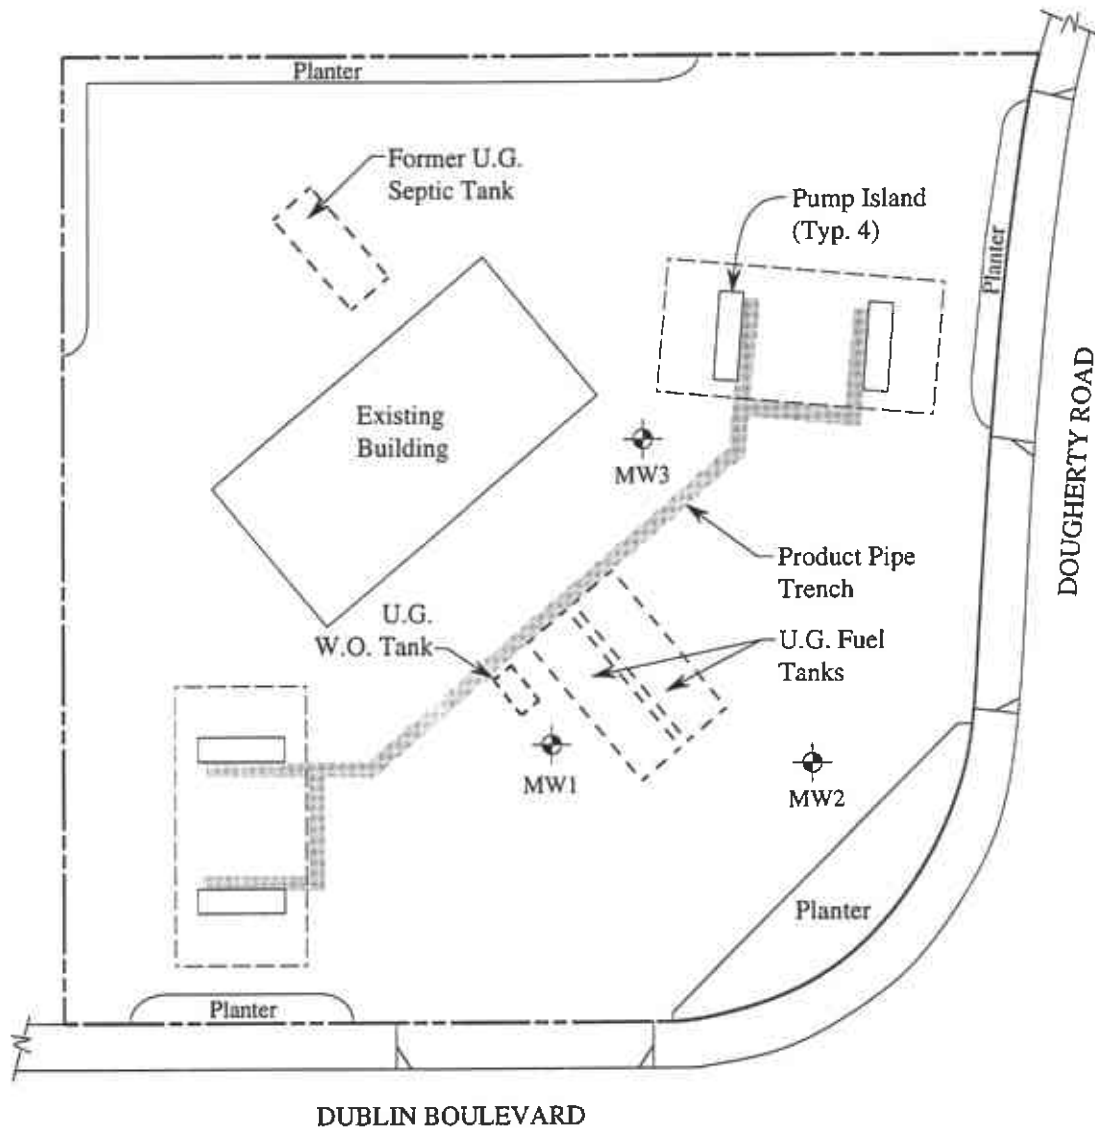 Planter
Former U.G.
Septic Tank
Pump Island
(Typ. 4)
Planter
Existing
Building
MW3
DOUGHERTY ROAD
Product Pipe
Trench
U.G.
W.O. Tank
U.G. Fuel
Tanks
MW1
MW2
Planter
Planter
DUBLIN BOULEVARD